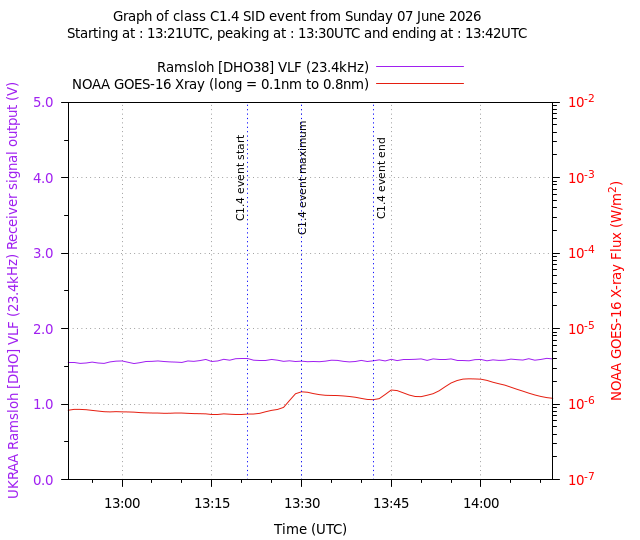 Graph of class C1.4 SID event from Sunday 07 June 2026
Starting at : 13:21UTC, peaking at : 13:30UTC and ending at : 13:42UTC
Ramsloh [DHO38] VLF (23.4kHz)
NOAA GOES-16 Xray (long = 0.1nm to 0.8nm)
UKRAA Ramsloh [DHO] VLF (23.4kHz) Receiver signal output (V)
5.0
4.0
3.0
2.0
1.0
0.0
C1.4 event start
C1.4 event maximum
C1.4 event end
10⁻²
10⁻³
10⁻⁴
10⁻⁵
10⁻⁶
10⁻⁷
NOAA GOES-16 X-ray Flux (W/m²)
13:00 13:15 13:30 13:45 14:00
Time (UTC)